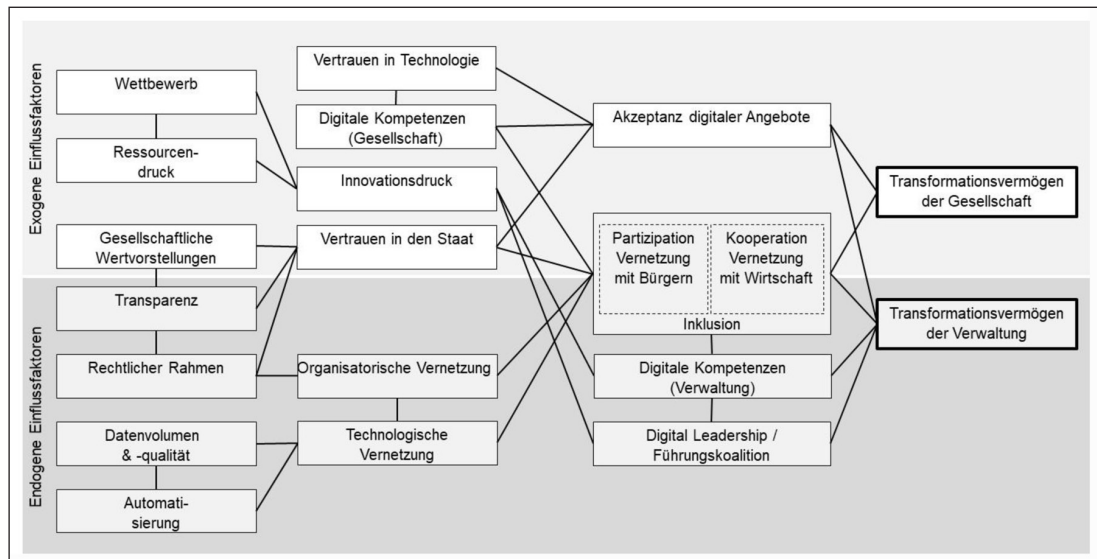 Exogene Einflussfaktoren
Wettbewerb
Ressourcen-
druck
Gesellschaftliche
Wertvorstellungen
Vertrauen in Technologie
Digitale Kompetenzen
(Gesellschaft)
Innovationsdruck
Vertrauen in den Staat
Akzeptanz digitaler Angebote
Partizipation
Vernetzung
mit Bürgern
Kooperation
Vernetzung
mit Wirtschaft
Inklusion
Transformationsvermögen
der Gesellschaft
Endogene Einflussfaktoren
Transparenz
Rechtlicher Rahmen
Datenvolumen
& -qualität
Automati-
sierung
Organisatorische Vernetzung
Technologische
Vernetzung
Digitale Kompetenzen
(Verwaltung)
Digital Leadership /
Führungskoalition
Transformationsvermögen
der Verwaltung